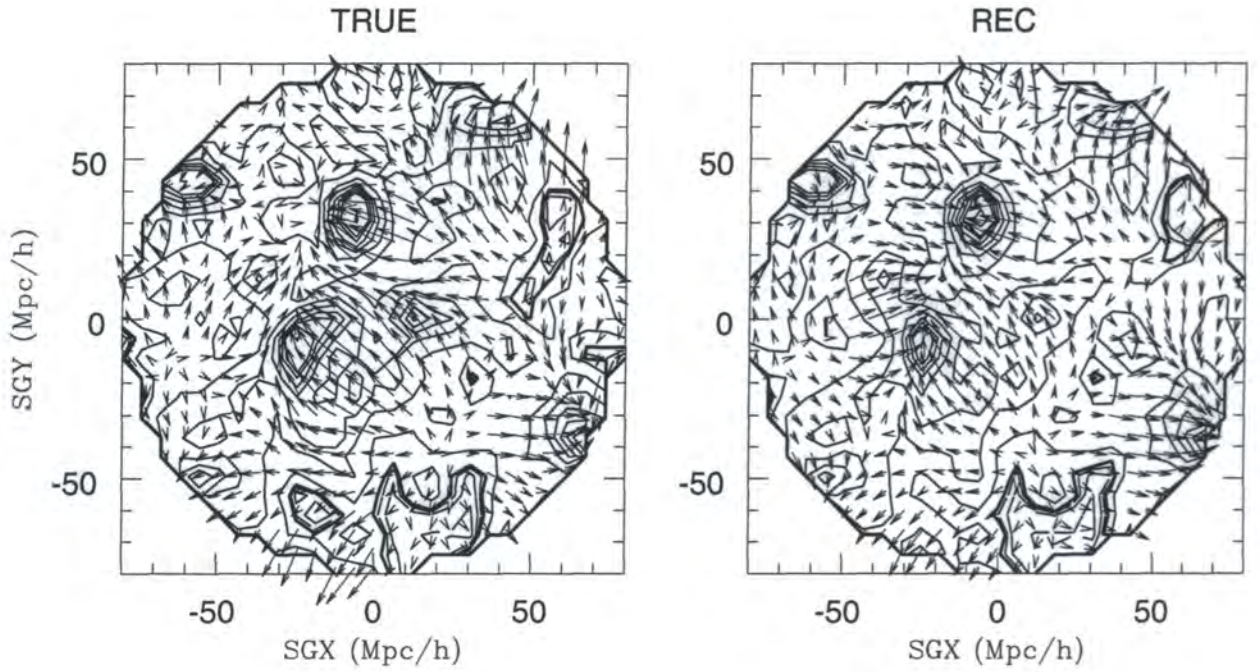 TRUE REC
50 50
0 0
-50 -50
SGY (Mpc/h)
-50 0 50 -50 0 50
SGX (Mpc/h) SGX (Mpc/h)